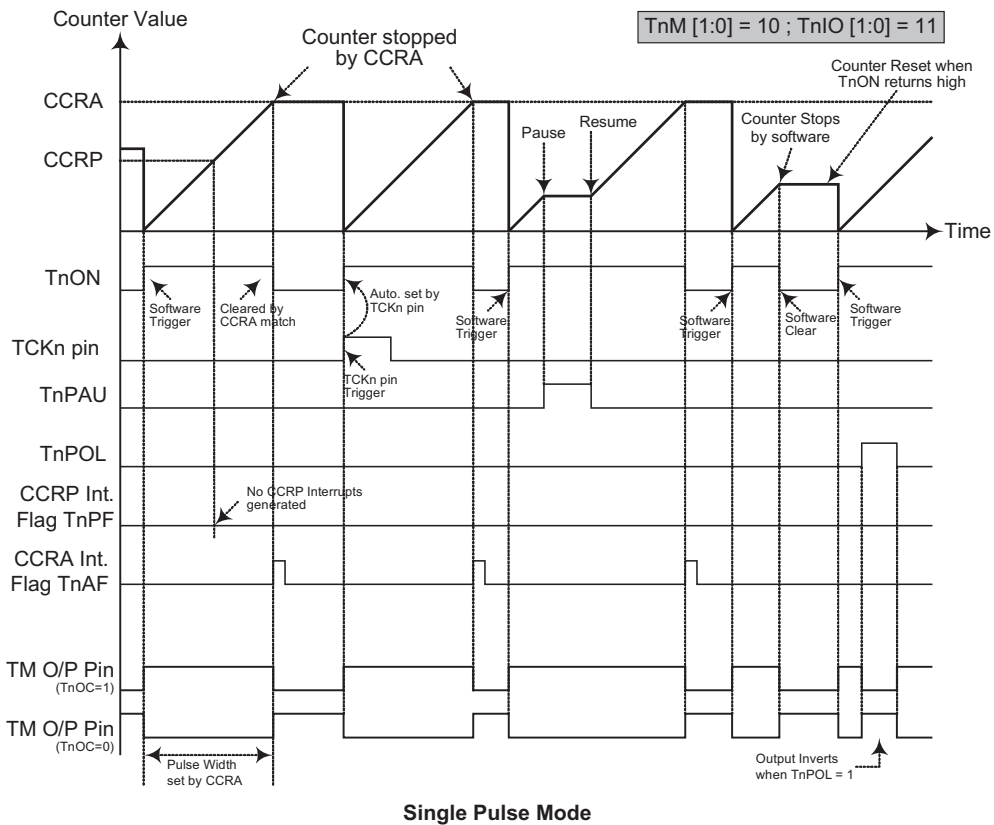 Counter Value
TnM [1:0] = 10 ; TnIO [1:0] = 11
Counter stopped
by CCRA
Counter Reset when
TnON returns high
CCRA
Pause
Resume
Counter Stops
by software
CCRP
Time
TnON
Software
Trigger
Cleared by
CCRA match
Auto. set by
TCKn pin
Software
Trigger
Software
Trigger
Software
Clear
Software
Trigger
TCKn pin
TCKn pin
Trigger
TnPAU
TnPOL
CCRP Int.
Flag TnPF
No CCRP Interrupts
generated
CCRA Int.
Flag TnAF
TM O/P Pin
(TnOC=1)
TM O/P Pin
(TnOC=0)
Pulse Width
set by CCRA
Output Inverts
when TnPOL = 1
Single Pulse Mode